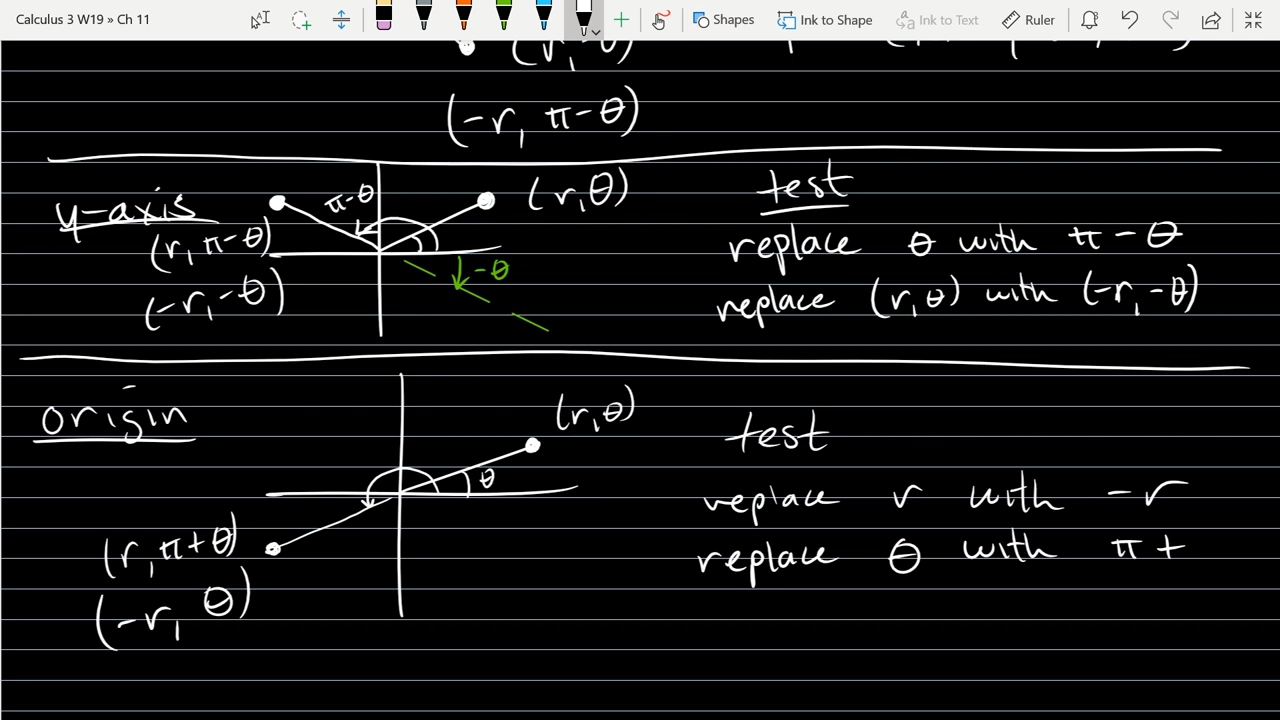 Calculus 3 W19 » Ch 11
Shapes
Ink to Shape
Ink to Text
Ruler
(-r, π-θ)
y-axis
π-θ
(r,θ)
(r, π-θ)
(-r,-θ)
-θ
test
replace θ with π-θ
replace (r,θ) with (-r,-θ)
origin
(r,θ)
θ
(r, π+θ)
(-r, θ)
test
replace r with -r
replace θ with π+